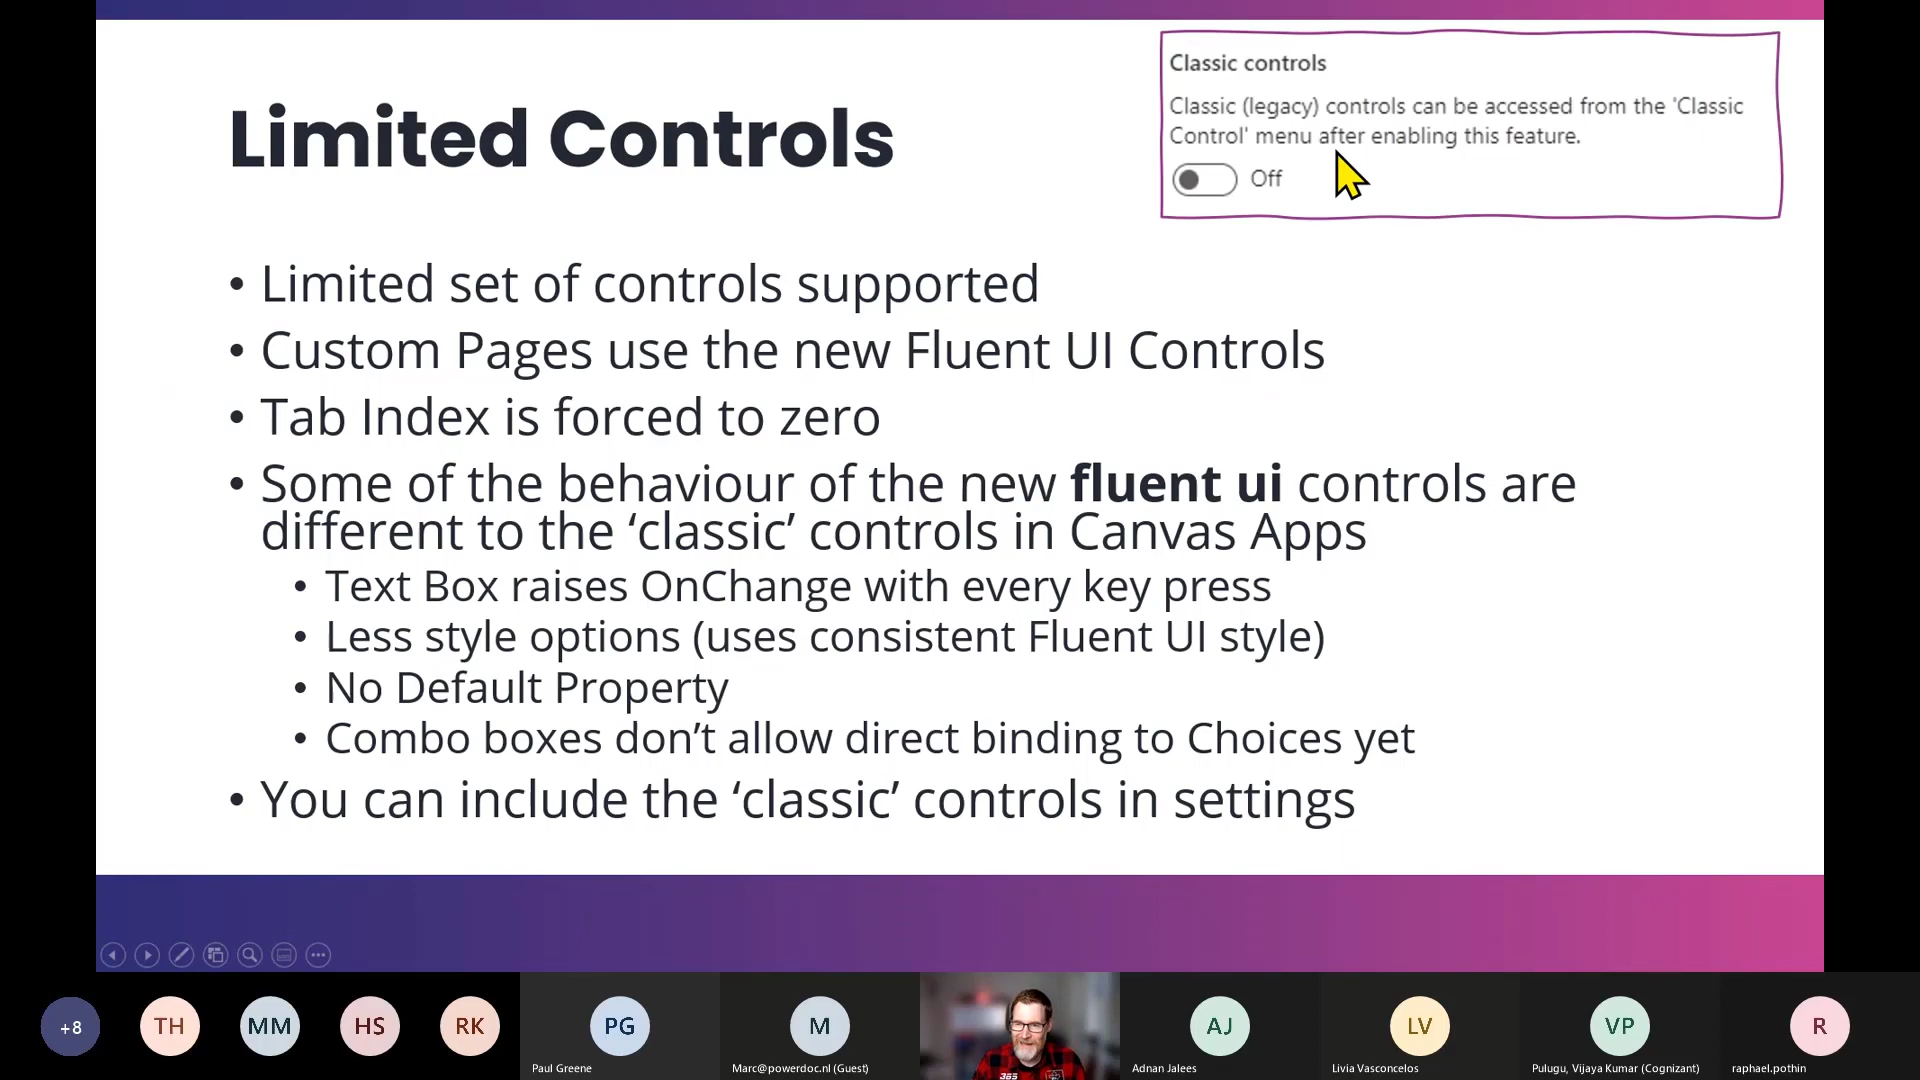 Classic controls
Classic (legacy) controls can be accessed from the 'Classic
Control' menu after enabling this feature.
Off
Limited Controls
• Limited set of controls supported
• Custom Pages use the new Fluent UI Controls
• Tab Index is forced to zero
• Some of the behaviour of the new fluent ui controls are
different to the ‘classic’ controls in Canvas Apps
• Text Box raises OnChange with every key press
• Less style options (uses consistent Fluent UI style)
• No Default Property
• Combo boxes don’t allow direct binding to Choices yet
• You can include the ‘classic’ controls in settings
+8
TH
MM
HS
RK
PG
M
AJ
LV
VP
R
365
Paul Greene
Marc@powerdoc.nl (Guest)
Adnan Jalees
Livia Vasconcelos
Pulugu, Vijaya Kumar (Cognizant)
raphael.pothin